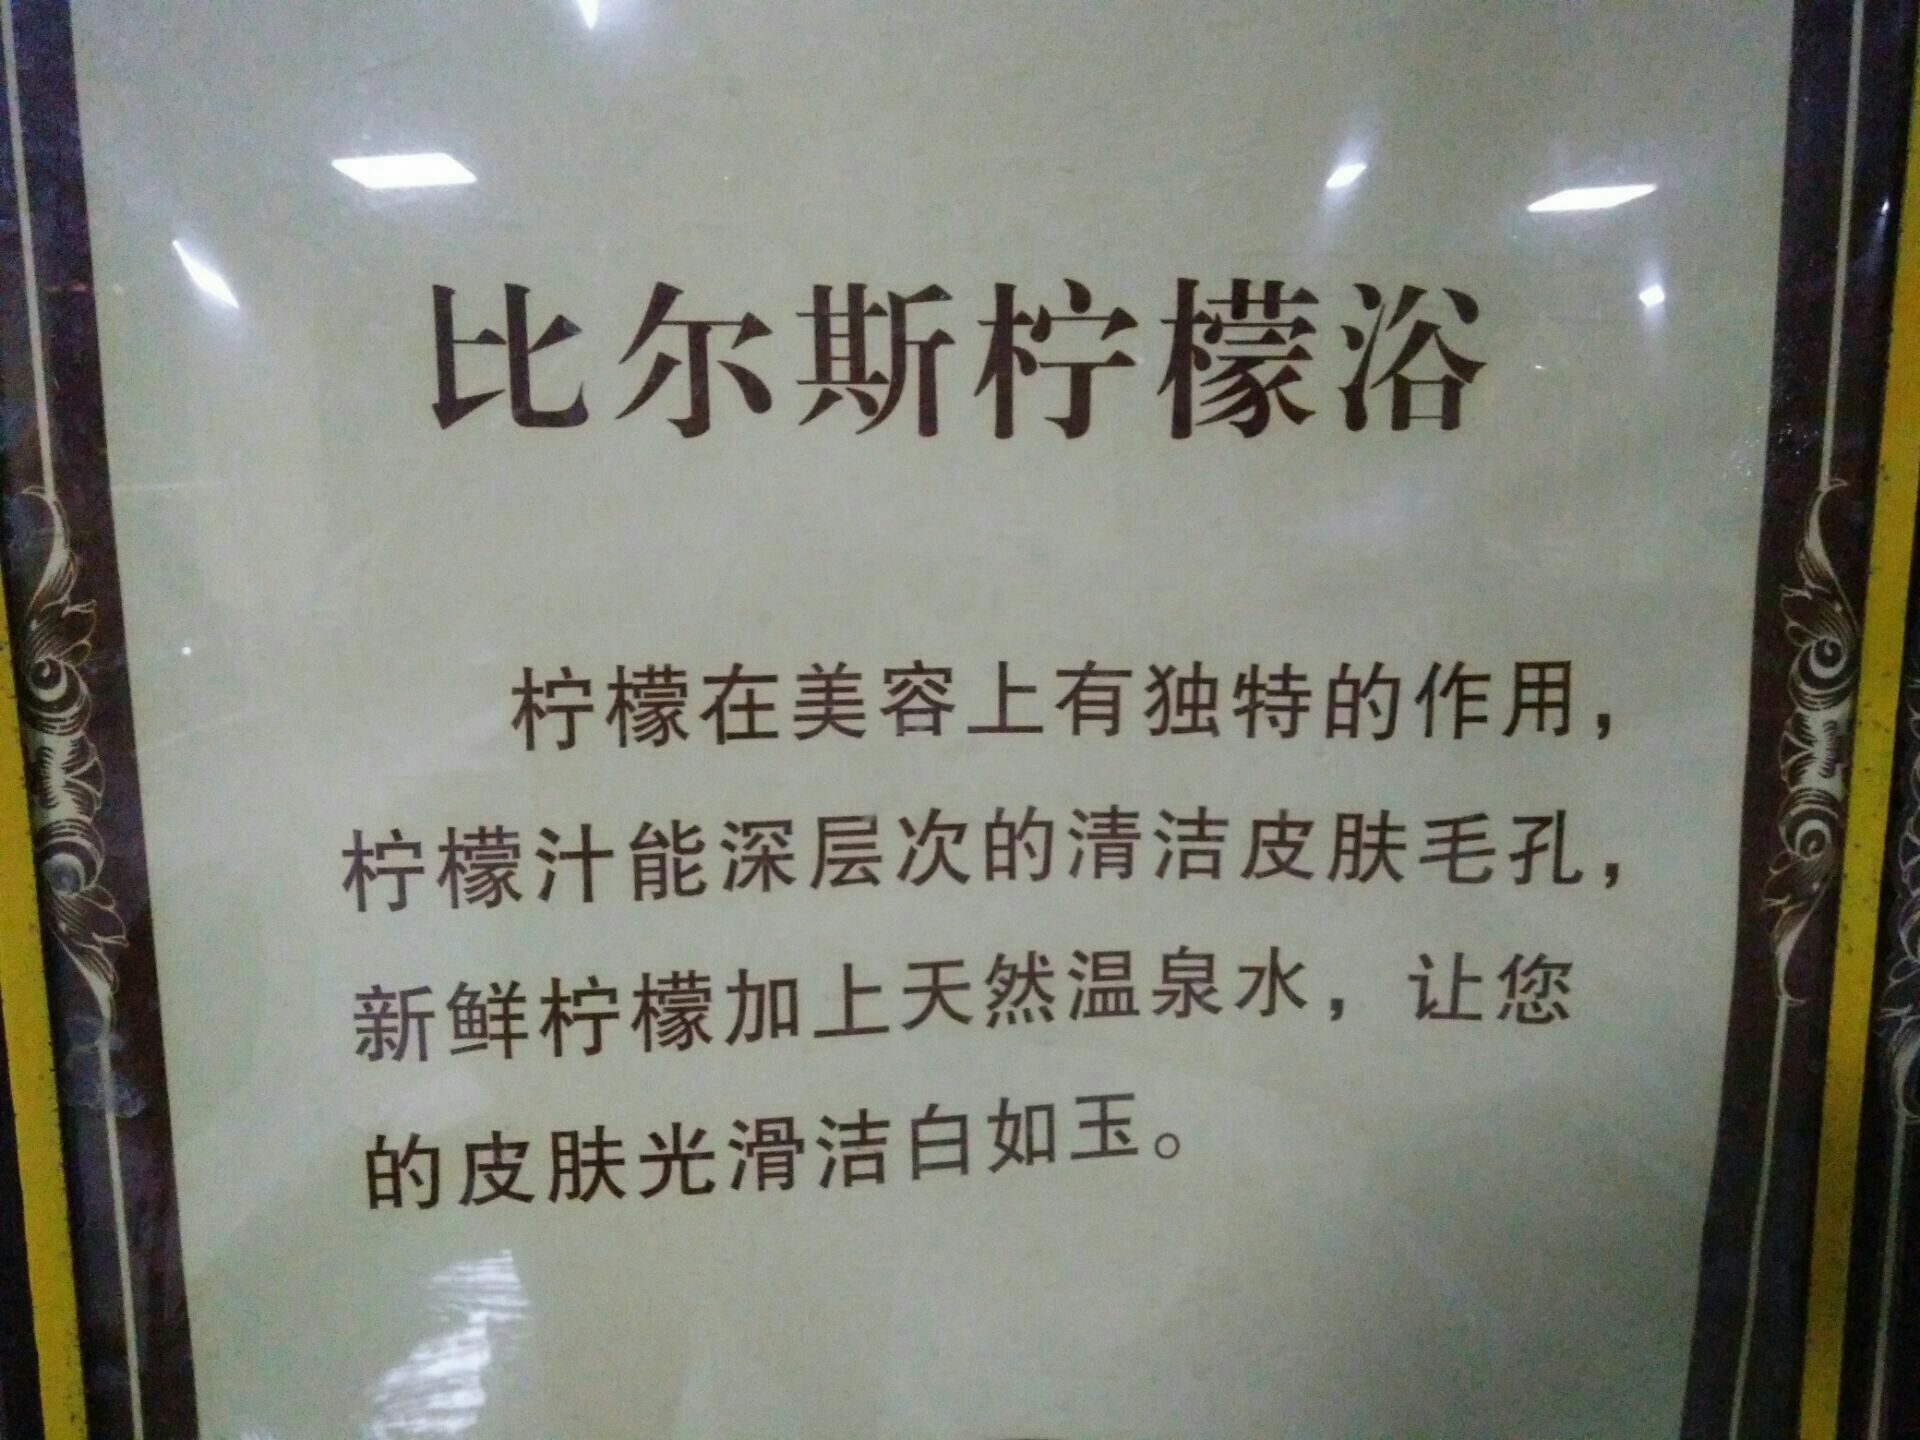 比尔斯柠檬浴
柠檬在美容上有独特的作用，
柠檬汁能深层次的清洁皮肤毛孔，
新鲜柠檬加上天然温泉水，让您
的皮肤光滑洁白如玉。